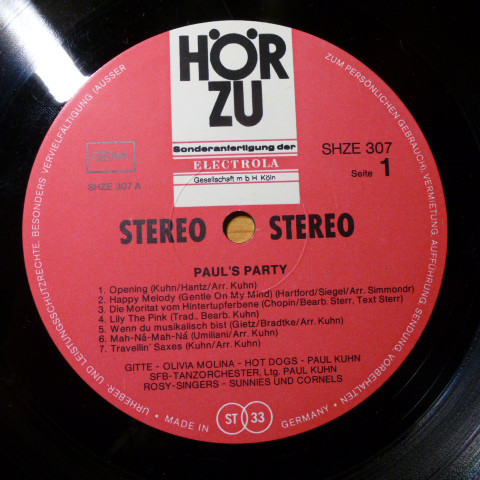 HÖR
ZU
Sonderanfertigung der
ELECTROLA
Gesellschaft m b H Köln
GEMA
SHZE 307 A
SHZE 307
Seite 1
STEREO STEREO
PAUL'S PARTY
1. Opening (Kuhn/Hantz/Arr. Kuhn)
2. Happy Melody (Gentle On My Mind) (Hartford/Siegel/Arr. Simmondr)
3. Die Moritat vom Hintertupferbene (Chopin/Bearb. Sterr, Text Sterr)
4. Lily The Pink (Trad., Bearb. Kuhn)
5. Wenn du musikalisch bist (Gietz/Bradtke/Arr. Kuhn)
6. Mah-Nã-Mah-Ná (Umiliani/Arr. Kuhn)
7. Travellin' Saxes (Kuhn/Arr. Kuhn)
GITTE - OLIVIA MOLINA - HOT DOGS - PAUL KUHN
SFB-TANZORCHESTER, Ltg. PAUL KUHN
ROSY-SINGERS - SUNNIES UND CORNELS
ST 33
URHEBER- UND LEISTUNGSSCHUTZRECHTE, BESONDERS VERVIELFÄLTIGUNG (AUSSER
ZUM PERSÖNLICHEN GEBRAUCH), VERMIETUNG, AUFFÜHRUNG, SENDUNG VORBEHALTEN
• MADE IN GERMANY •